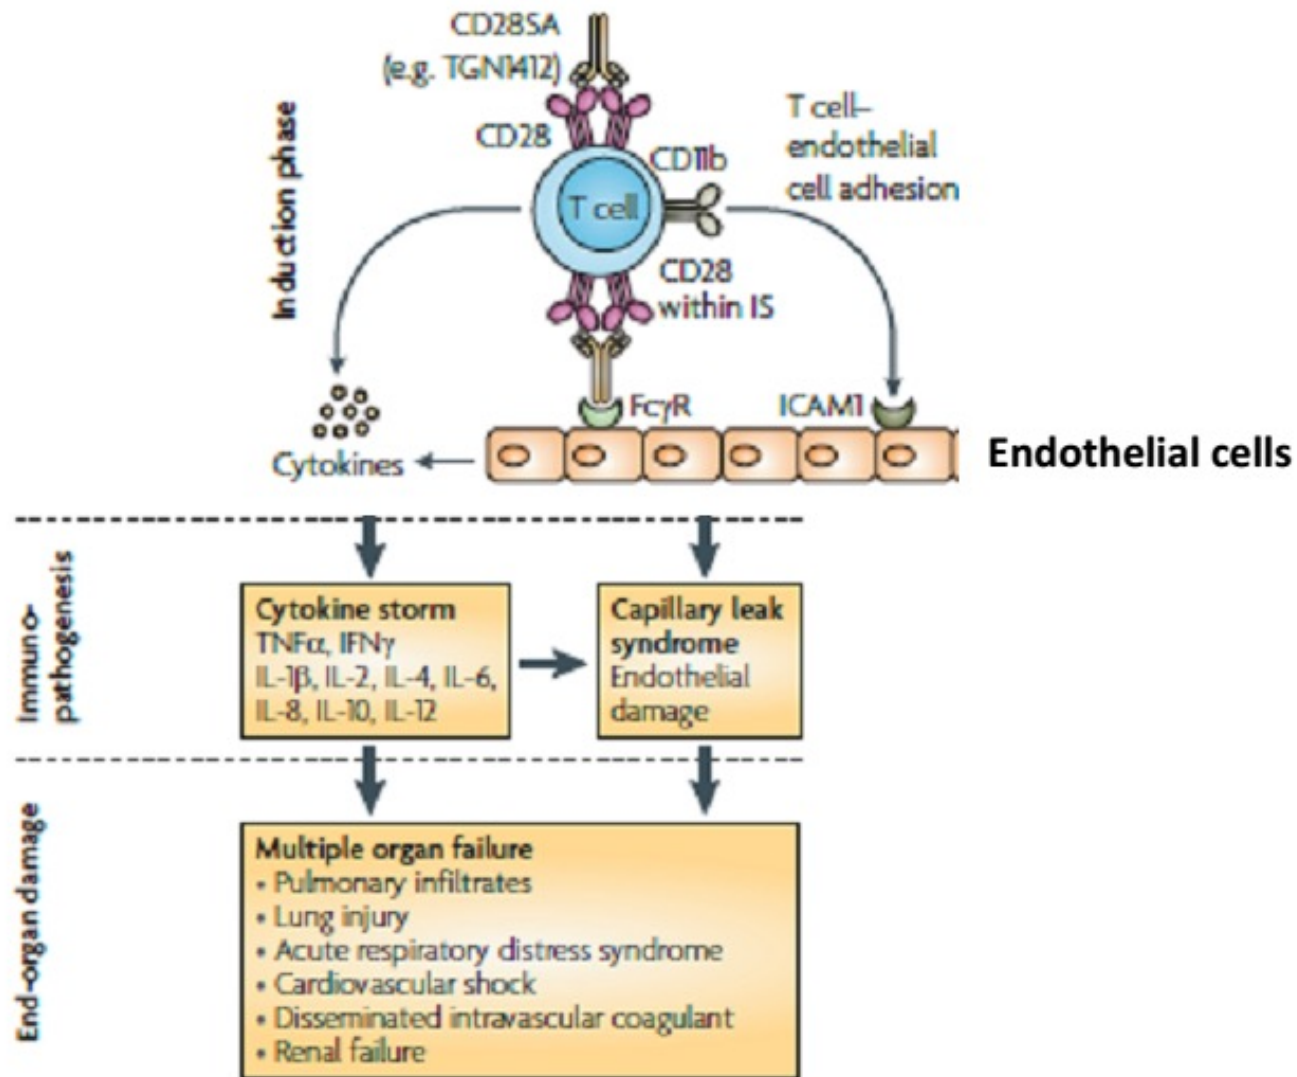 CD28SA
(e.g. TGN1412)
CD28
CD11b
T cell–
endothelial
cell adhesion
T cell
Induction phase
CD28
within IS
FcγR
ICAM1
Cytokines
Endothelial cells
Immuno-
pathogenesis
Cytokine storm
TNFα, IFNγ
IL-1β, IL-2, IL-4, IL-6,
IL-8, IL-10, IL-12
Capillary leak
syndrome
Endothelial
damage
End-organ damage
Multiple organ failure
• Pulmonary infiltrates
• Lung injury
• Acute respiratory distress syndrome
• Cardiovascular shock
• Disseminated intravascular coagulant
• Renal failure